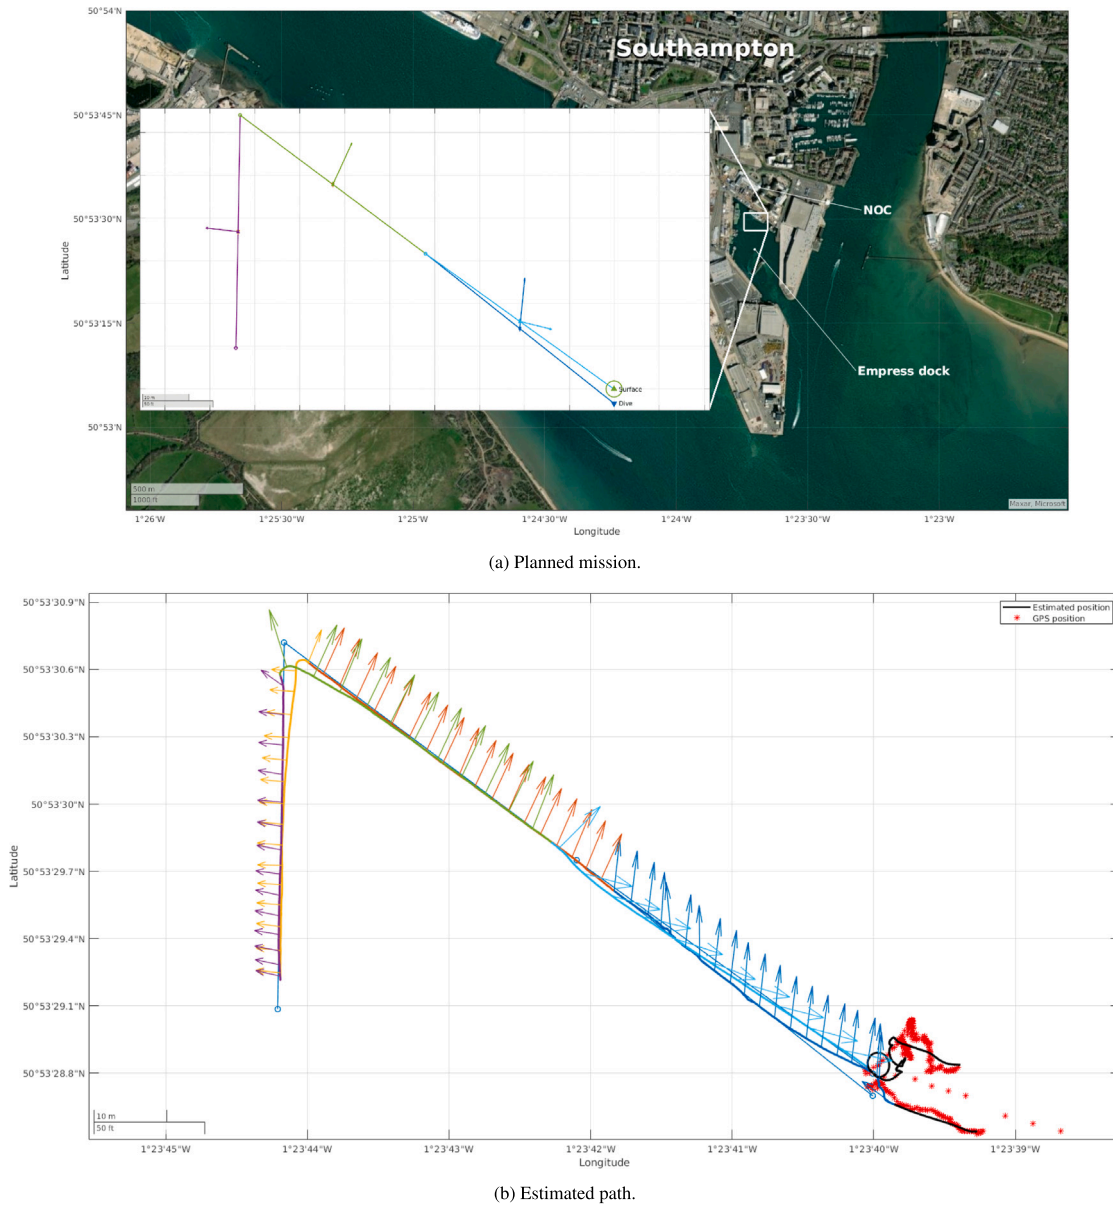 50°54'N
Southampton
50°53'45"N
50°53'30"N
NOC
Latitude
50°53'15"N
Empress dock
Surface
Dive
50 ft
50°53'N
500 m
1000 ft
Maxar, Microsoft
1°26'W
1°25'30"W
1°25'W
1°24'30"W
1°24'W
1°23'30"W
1°23'W
Longitude
(a) Planned mission.
50°53'30.9"N
Estimated position
GPS position
50°53'30.6"N
50°53'30.3"N
50°53'30"N
Latitude
50°53'29.7"N
50°53'29.4"N
50°53'29.1"N
50°53'28.8"N
10 m
50 ft
1°23'45"W
1°23'44"W
1°23'43"W
1°23'42"W
1°23'41"W
1°23'40"W
1°23'39"W
Longitude
(b) Estimated path.